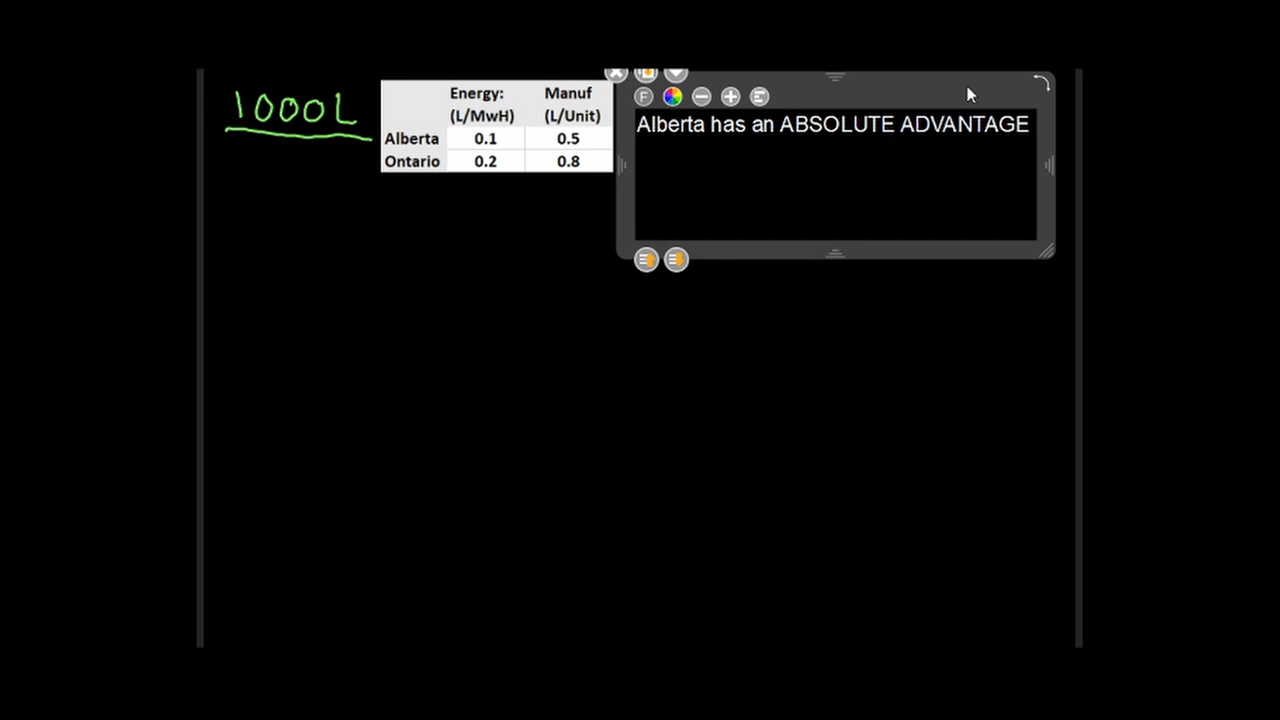 1000L
Energy: Manuf
(L/MwH) (L/Unit)
Alberta 0.1 0.5
Ontario 0.2 0.8
F
Alberta has an ABSOLUTE ADVANTAGE